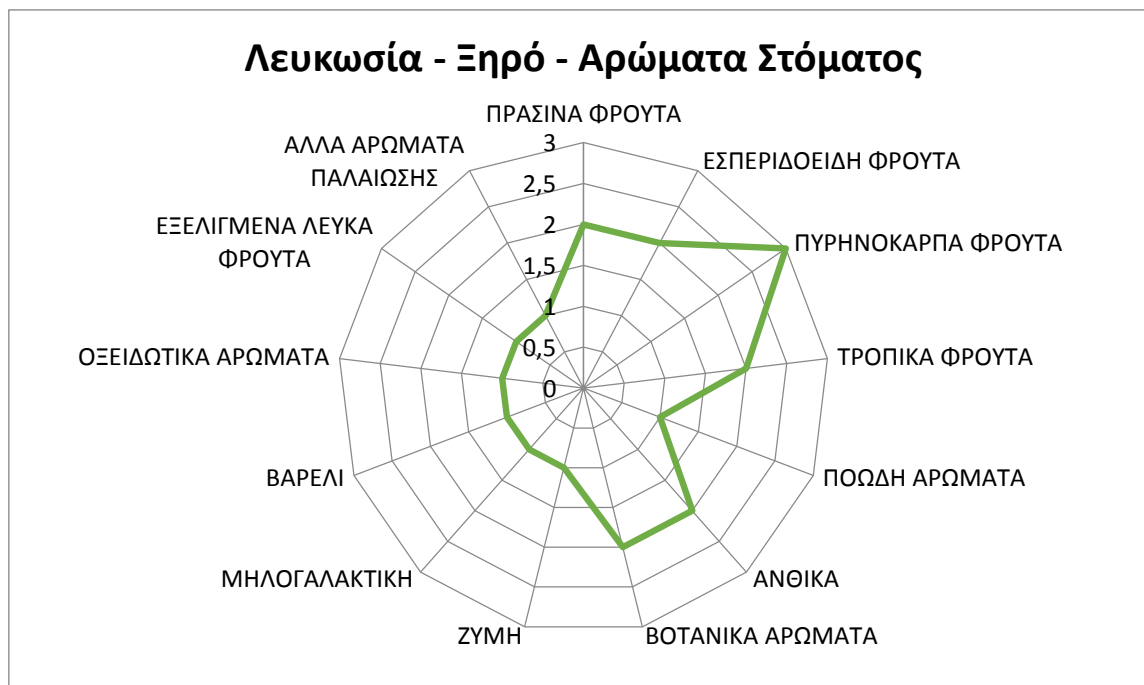 Λευκωσία - Ξηρό - Αρώματα Στόματος
ΠΡΑΣΙΝΑ ΦΡΟΥΤΑ
ΕΣΠΕΡΙΔΟΕΙΔΗ ΦΡΟΥΤΑ
ΠΥΡΗΝΟΚΑΡΠΑ ΦΡΟΥΤΑ
ΤΡΟΠΙΚΑ ΦΡΟΥΤΑ
ΠΟΩΔΗ ΑΡΩΜΑΤΑ
ΑΝΘΙΚΑ
ΒΟΤΑΝΙΚΑ ΑΡΩΜΑΤΑ
ΖΥΜΗ
ΜΗΛΟΓΑΛΑΚΤΙΚΗ
ΒΑΡΕΛΙ
ΟΞΕΙΔΩΤΙΚΑ ΑΡΩΜΑΤΑ
ΕΞΕΛΙΓΜΕΝΑ ΛΕΥΚΑ
ΦΡΟΥΤΑ
ΑΛΛΑ ΑΡΩΜΑΤΑ
ΠΑΛΑΙΩΣΗΣ
3
2,5
2
1,5
1
0,5
0